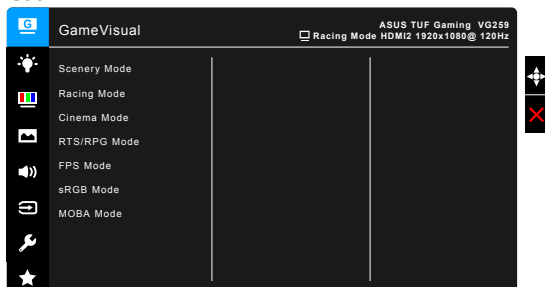 G
GameVisual
ASUS TUF Gaming VG259
Racing Mode HDMI2 1920x1080@ 120Hz
Scenery Mode
Racing Mode
Cinema Mode
RTS/RPG Mode
FPS Mode
sRGB Mode
MOBA Mode